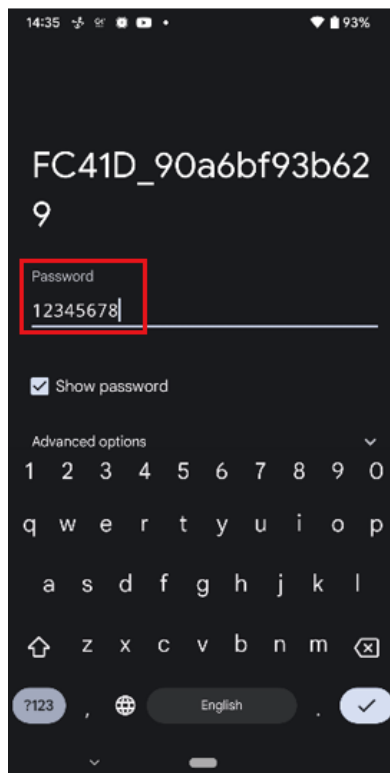 14:35 93%
FC41D_90a6bf93b62
9
Password
12345678
Show password
Advanced options
1 2 3 4 5 6 7 8 9 0
q w e r t y u i o p
a s d f g h j k l
z x c v b n m
?123 , English .